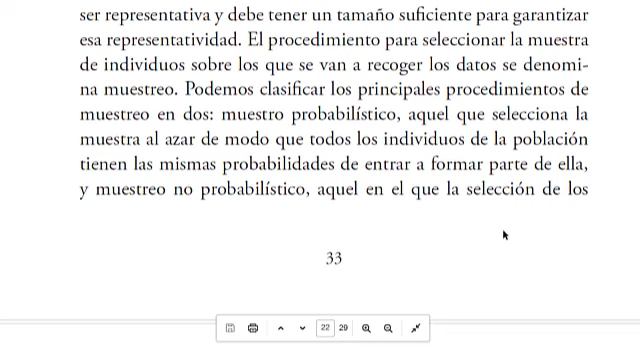 ser representativa y debe tener un tamaño suficiente para garantizar
esa representatividad. El procedimiento para seleccionar la muestra
de individuos sobre los que se van a recoger los datos se denomi-
na muestreo. Podemos clasificar los principales procedimientos de
muestreo en dos: muestro probabilístico, aquel que selecciona la
muestra al azar de modo que todos los individuos de la población
tienen las mismas probabilidades de entrar a formar parte de ella,
y muestreo no probabilístico, aquel en el que la selección de los
33
22 29